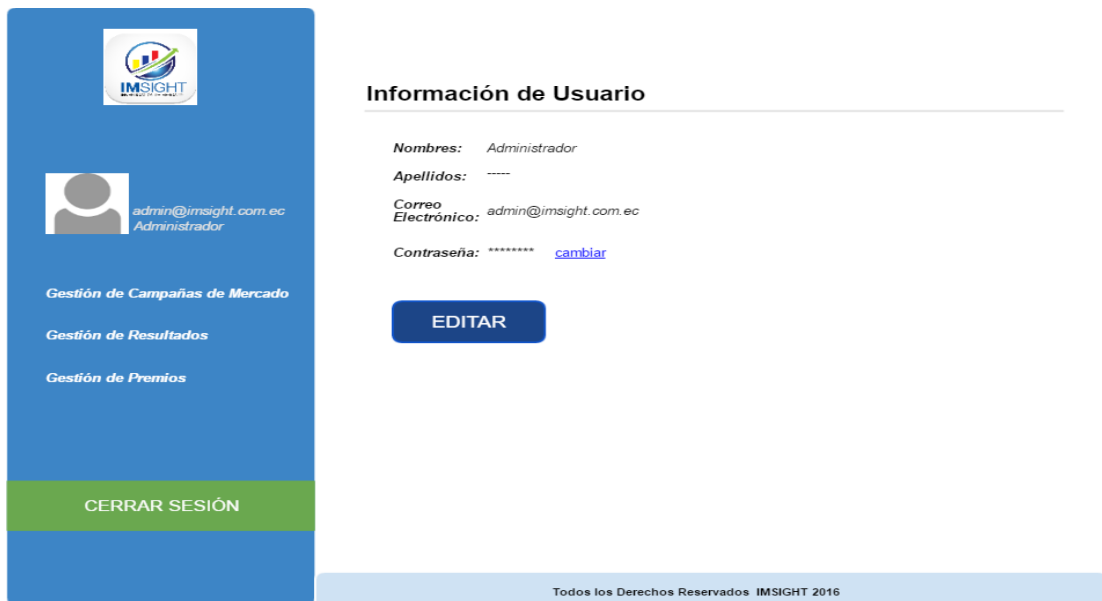 IMSIGHT
admin@imsight.com.ec
Administrador
Gestión de Campañas de Mercado
Gestión de Resultados
Gestión de Premios
CERRAR SESIÓN
Información de Usuario
Nombres: Administrador
Apellidos: -----
Correo
Electrónico: admin@imsight.com.ec
Contraseña: ******** cambiar
EDITAR
Todos los Derechos Reservados IMSIGHT 2016